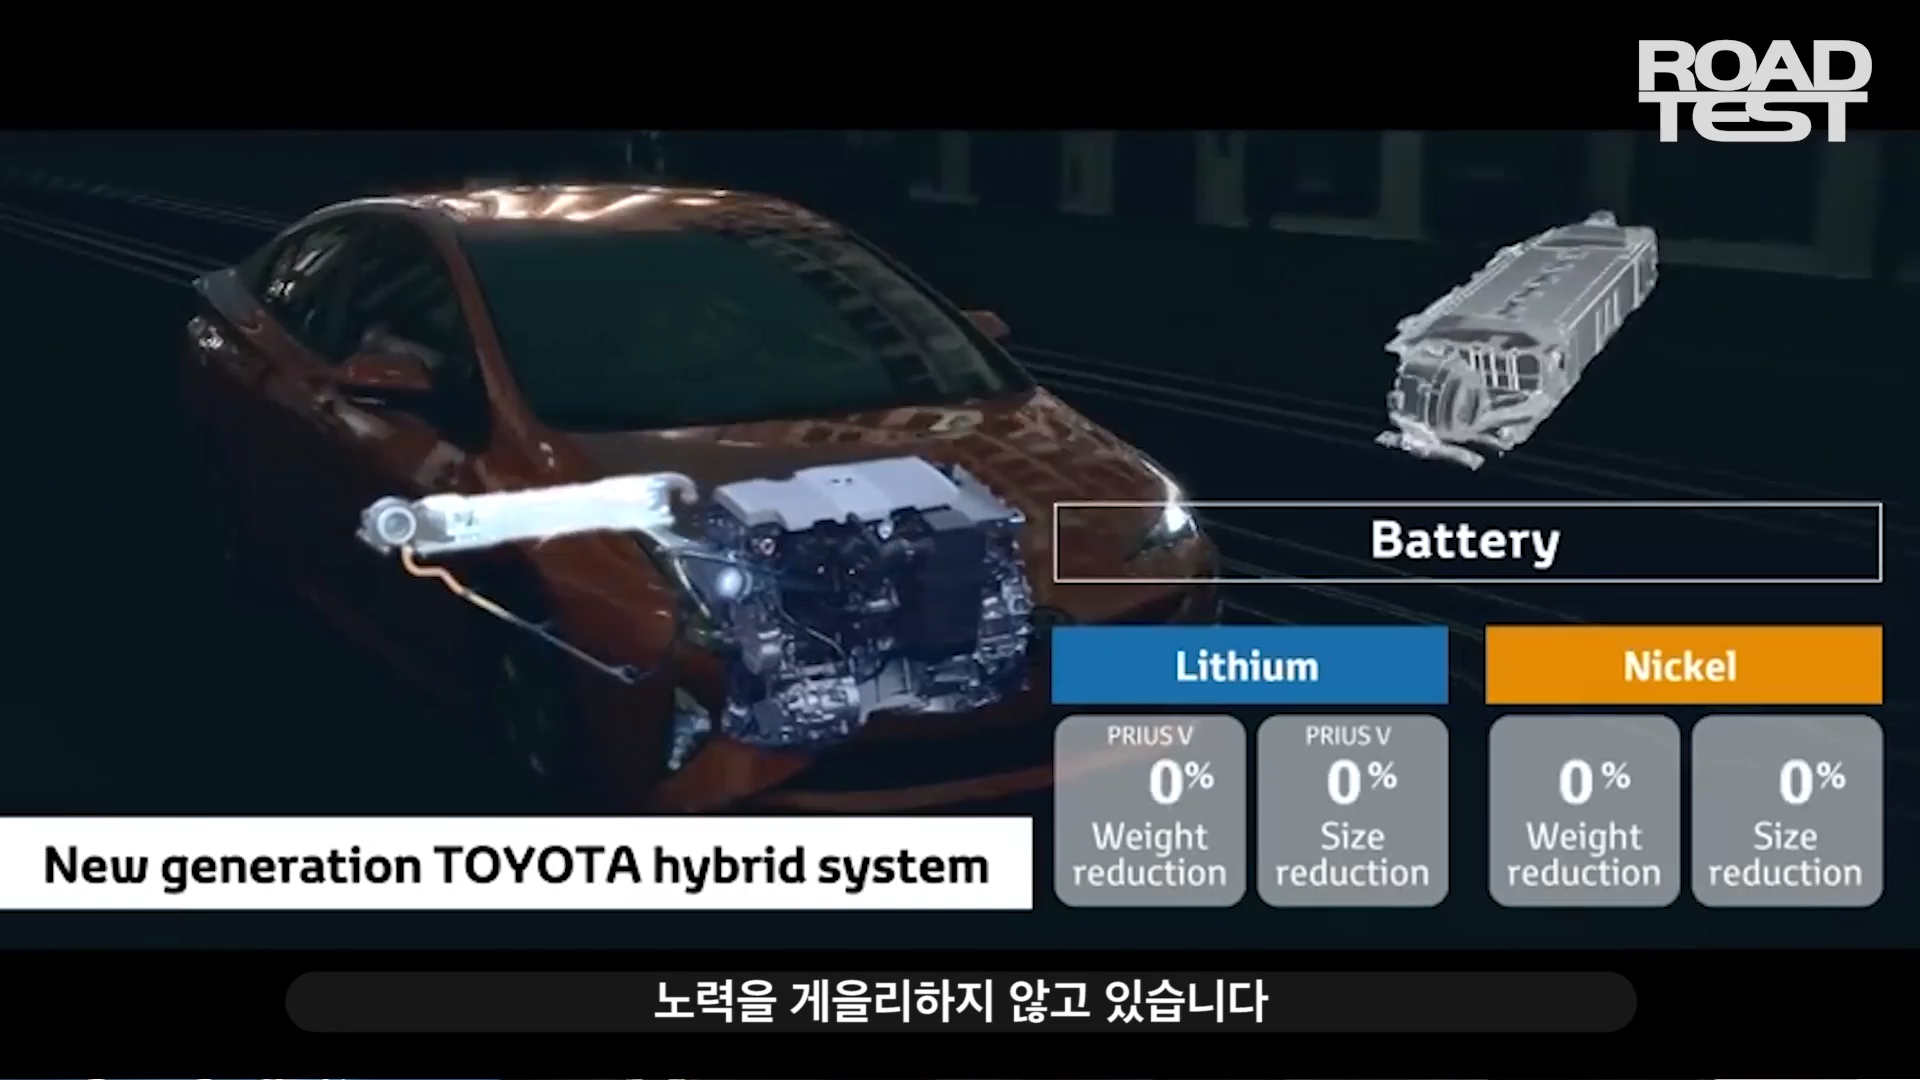 ROAD
TEST
Battery
Lithium
Nickel
PRIUS V
0%
Weight
reduction
PRIUS V
0%
Size
reduction
0%
Weight
reduction
0%
Size
reduction
New generation TOYOTA hybrid system
노력을 게을리하지 않고 있습니다